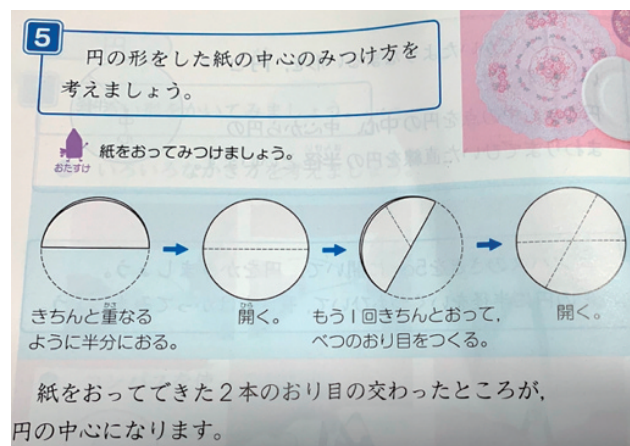 5
円の形をした紙の中心のみつけ方を
考えましょう。
おたすけ
紙をおってみつけましょう。
きちんと重なる
ように半分におる。
開く。
もう1回きちんとおって,
べつのおり目をつくる。
開く。
紙をおってできた2本のおり目の交わったところが,
円の中心になります。